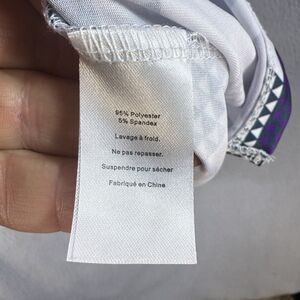 95% Polyester
5% Spandex
Lavage à froid.
Ne pas repasser.
Suspendre pour sécher
Fabriqué en Chine